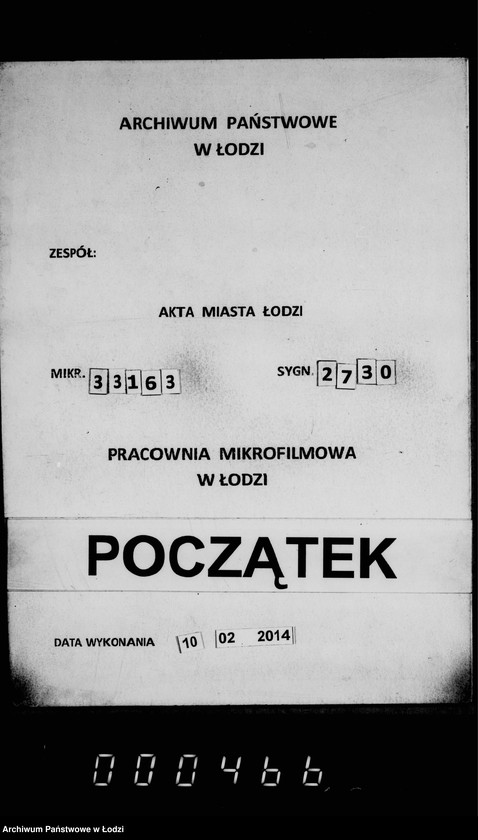 ARCHIWUM PAŃSTWOWE
W ŁODZI
ZESPÓŁ:
AKTA MIASTA ŁODZI
MIKR. 33163 SYGN. 2730
PRACOWNIA MIKROFILMOWA
W ŁODZI
POCZĄTEK
DATA WYKONANIA 10 02 2014
000466
Archiwum Państwowe w Łodzi